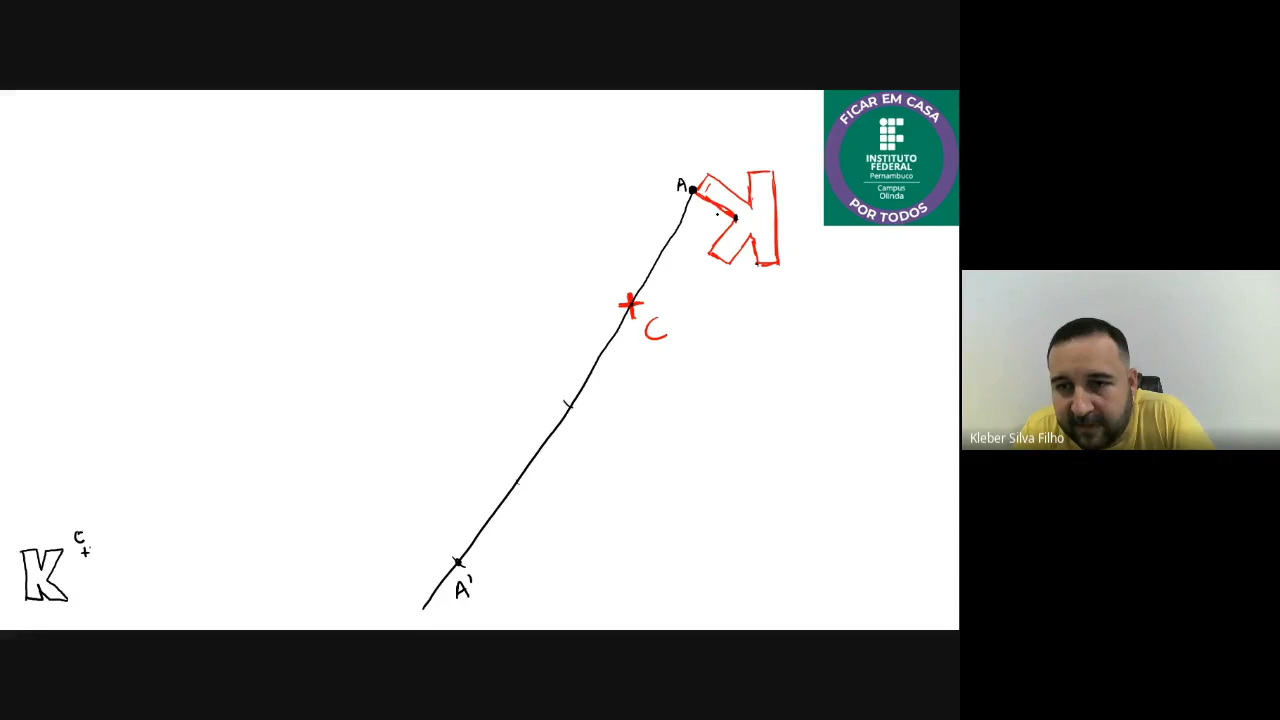 FICAR EM CASA
INSTITUTO
FEDERAL
Pernambuco
Campus
Olinda
POR TODOS
A
C
A'
C
K
Kleber Silva Filho